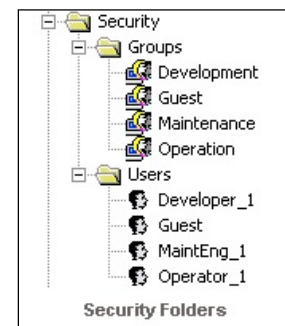 Security
Groups
Development
Guest
Maintenance
Operation
Users
Developer_1
Guest
MaintEng_1
Operator_1
Security Folders